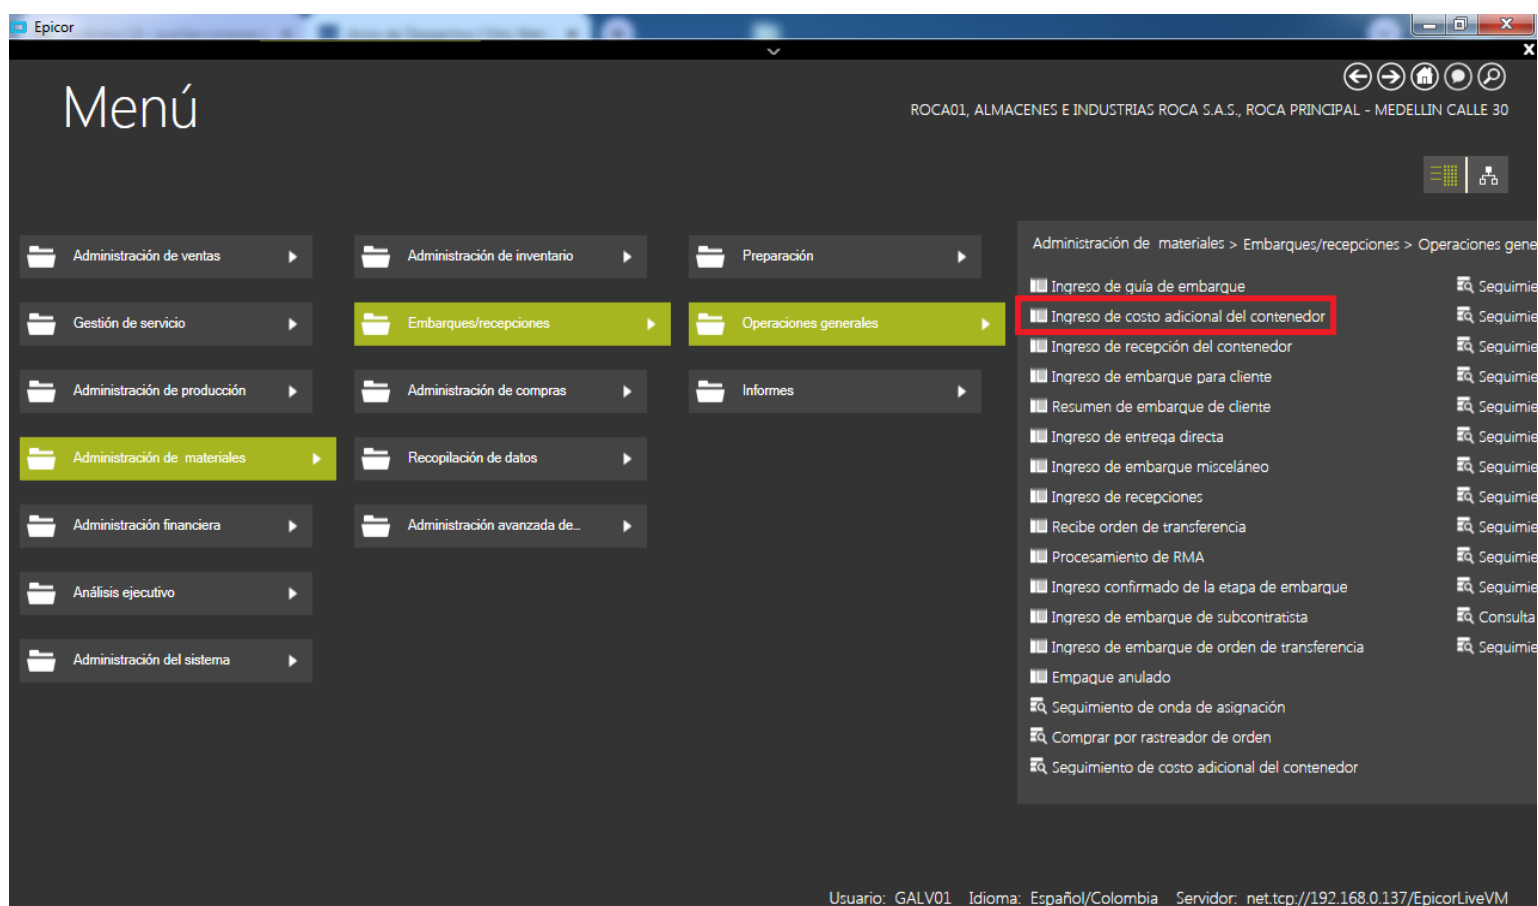 Epicor
Menú
ROCA01, ALMACENES E INDUSTRIAS ROCA S.A.S., ROCA PRINCIPAL - MEDELLIN CALLE 30
Administración de ventas
Gestión de servicio
Administración de producción
Administración de materiales
Administración financiera
Análisis ejecutivo
Administración del sistema
Administración de inventario
Embarques/recepciones
Administración de compras
Recopilación de datos
Administración avanzada de...
Preparación
Operaciones generales
Informes
Administración de materiales > Embarques/recepciones > Operaciones gene
Ingreso de guía de embarque
Ingreso de costo adicional del contenedor
Ingreso de recepción del contenedor
Ingreso de embarque para cliente
Resumen de embarque de cliente
Ingreso de entrega directa
Ingreso de embarque misceláneo
Ingreso de recepciones
Recibe orden de transferencia
Procesamiento de RMA
Ingreso confirmado de la etapa de embarque
Ingreso de embarque de subcontratista
Ingreso de embarque de orden de transferencia
Empaque anulado
Seguimiento de onda de asignación
Comprar por rastreador de orden
Seguimiento de costo adicional del contenedor
Seguimie
Seguimie
Seguimie
Seguimie
Seguimie
Seguimie
Seguimie
Seguimie
Seguimie
Seguimie
Seguimie
Consulta
Seguimie
Usuario: GALV01 Idioma: Español/Colombia Servidor: net.tcp://192.168.0.137/EpicorLiveVM